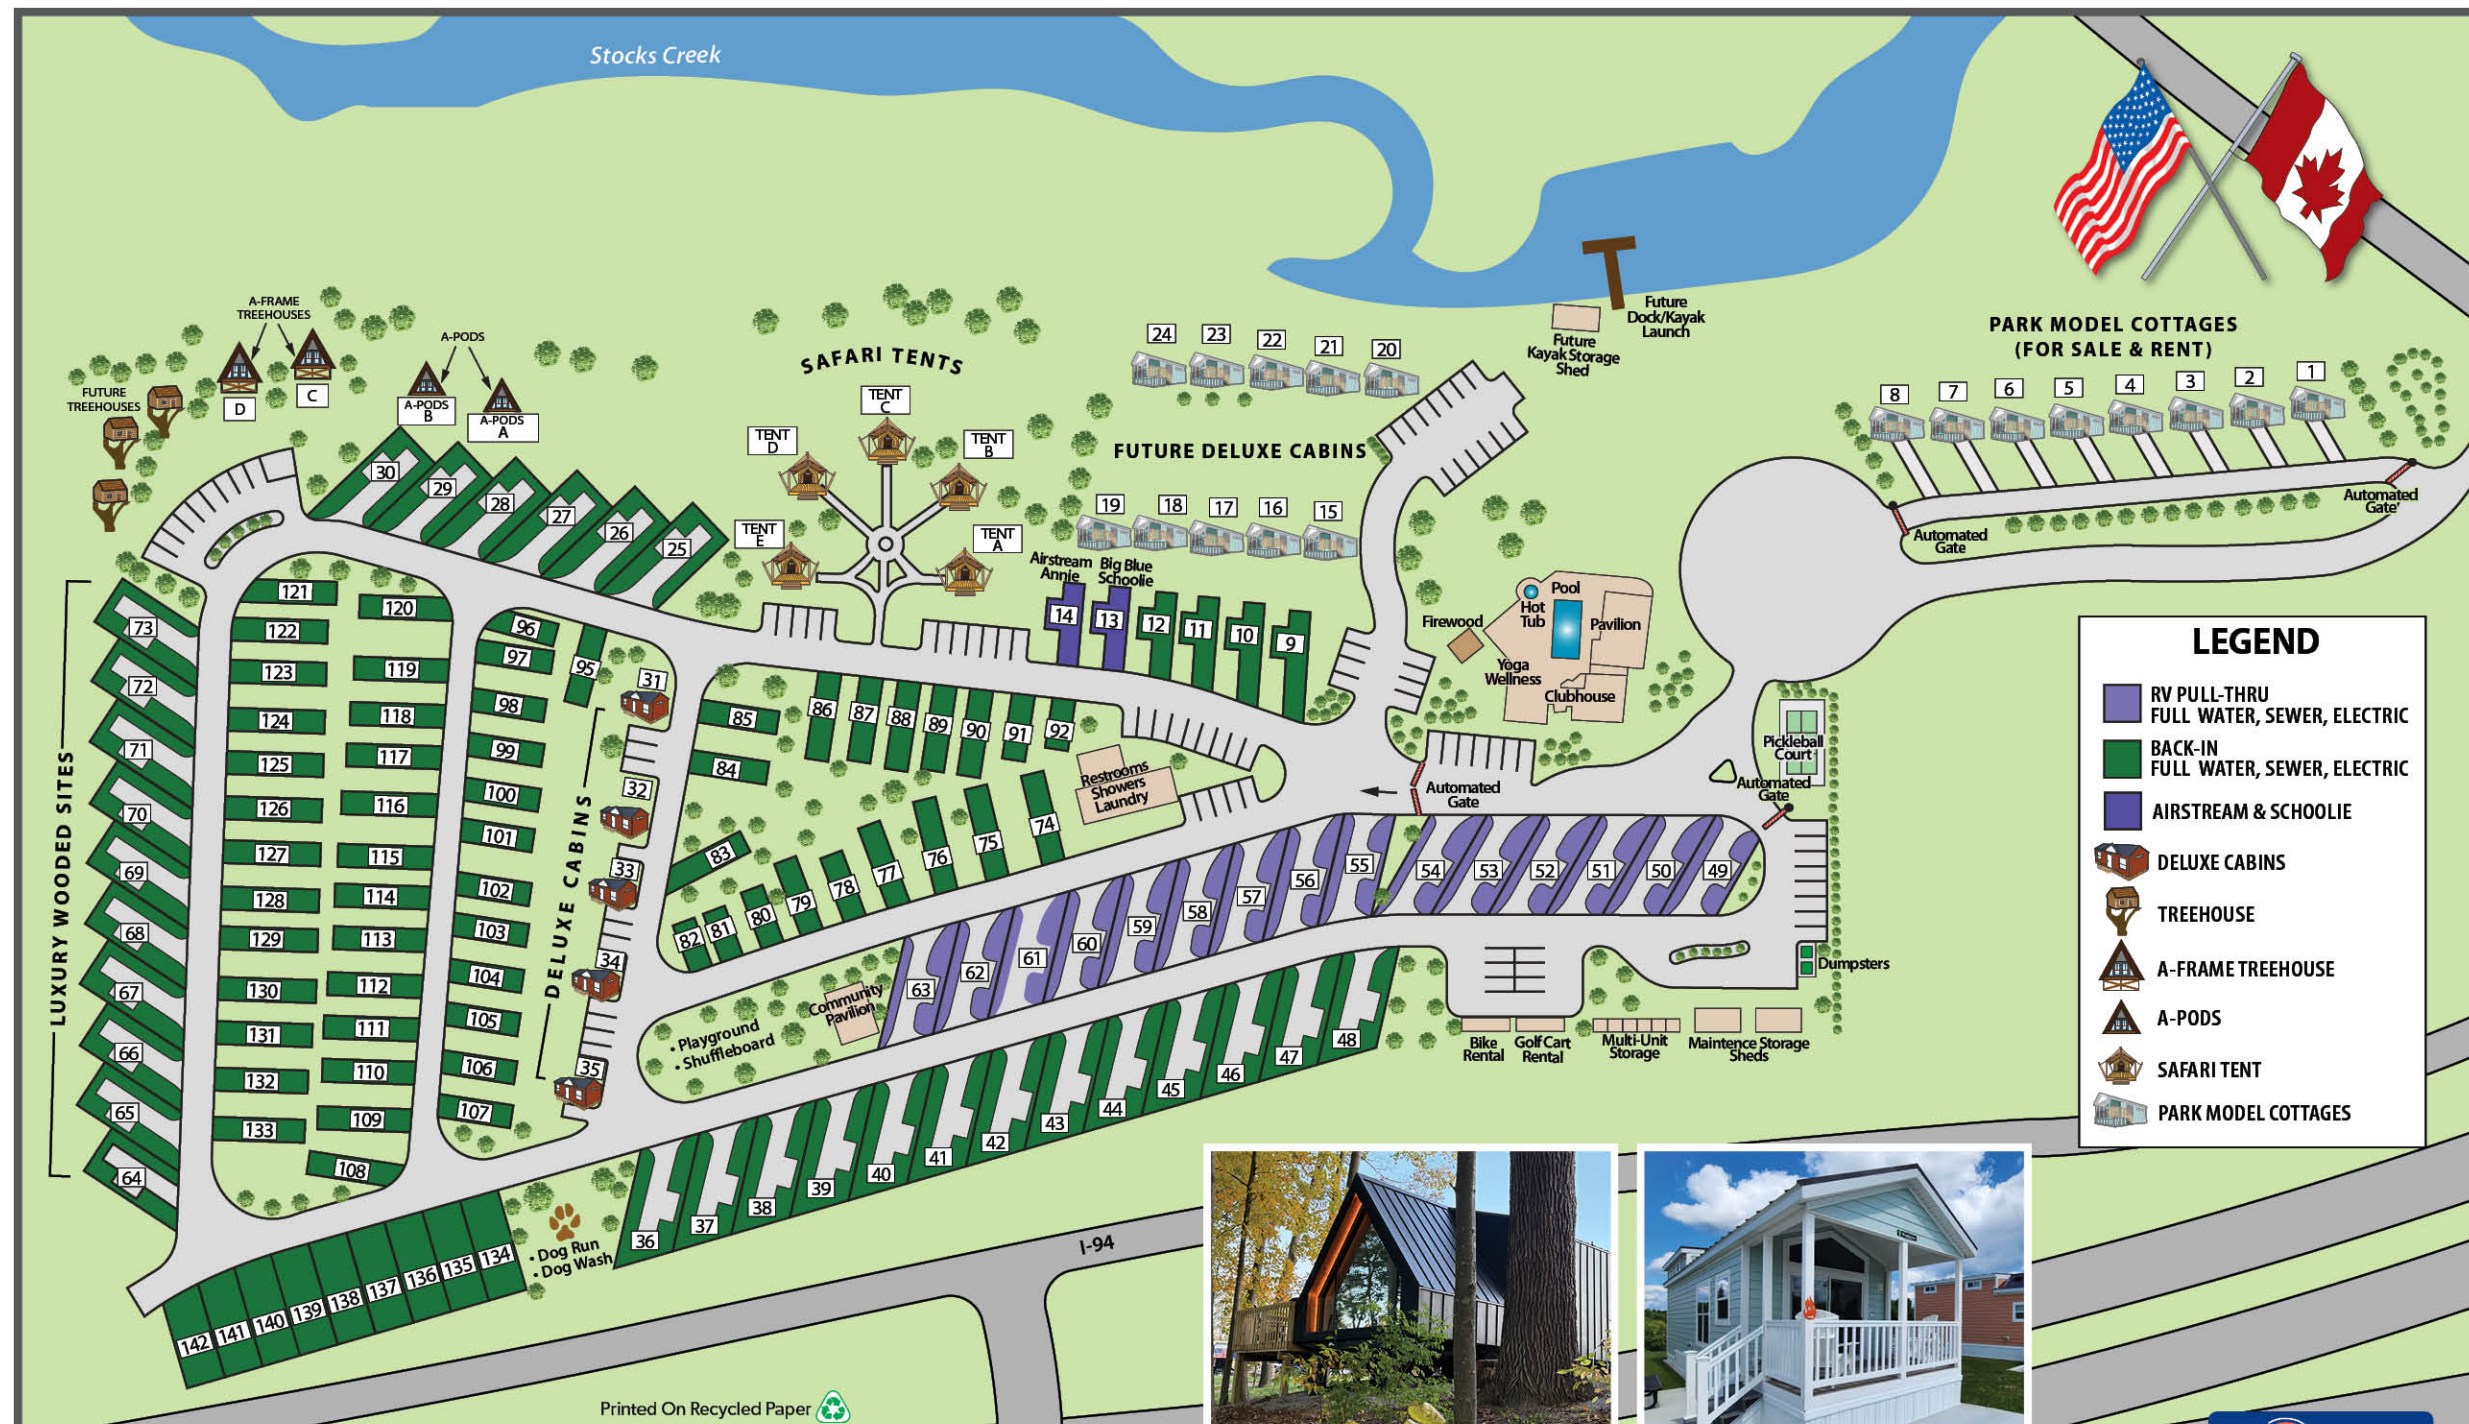 Stocks Creek
A-FRAME
TREEHOUSES
D
C
A-PODS
A-PODS
B
A-PODS
A
FUTURE
TREEHOUSES
SAFARI TENTS
TENT
C
TENT
D
TENT
B
TENT
E
TENT
A
24
23
22
21
20
FUTURE DELUXE CABINS
19
18
17
16
15
Future
Kayak Storage
Shed
Future
Dock/Kayak
Launch
PARK MODEL COTTAGES
(FOR SALE & RENT)
8
7
6
5
4
3
2
1
Automated
Gate
Automated
Gate
30
29
28
27
26
25
Airstream
Annie
Big Blue
Schoolie
14
13
12
11
10
9
Firewood
Pool
Hot
Tub
Pavilion
Yoga
Wellness
Clubhouse
Pickleball
Court
Automated
Gate
Automated
Gate
LUXURY WOODED SITES
73
72
71
70
69
68
67
66
65
64
121
122
123
124
125
126
127
128
129
130
131
132
133
120
119
118
117
116
115
114
113
112
111
110
109
108
96
97
95
98
99
100
101
102
103
104
105
106
107
DELUXE CABINS
31
32
33
34
35
85
84
83
86
87
88
89
90
91
92
Restrooms
Showers
Laundry
82
81
80
79
78
77
76
75
74
63
62
61
60
59
58
57
56
55
54
53
52
51
50
49
Community
Pavilion
• Playground
• Shuffleboard
36
37
38
39
40
41
42
43
44
45
46
47
48
Dumpsters
Bike
Rental
Golf Cart
Rental
Multi-Unit
Storage
Maintence Storage
Sheds
142
141
140
139
138
137
136
135
134
• Dog Run
• Dog Wash
I-94
Printed On Recycled Paper
LEGEND
RV PULL-THRU
FULL WATER, SEWER, ELECTRIC
BACK-IN
FULL WATER, SEWER, ELECTRIC
AIRSTREAM & SCHOOLIE
DELUXE CABINS
TREEHOUSE
A-FRAME TREEHOUSE
A-PODS
SAFARI TENT
PARK MODEL COTTAGES